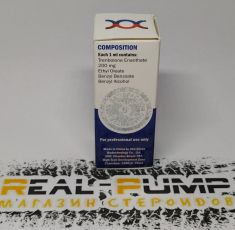 COMPOSITION
Each 1 ml contains:
Trenbolone Enanthate
200 mg
Ethyl Oleate
Benzyl Benzoate
Benzyl Alcohol
For professional use only
REAL-PUMP
МАГАЗИН СТЕРОИДОВ